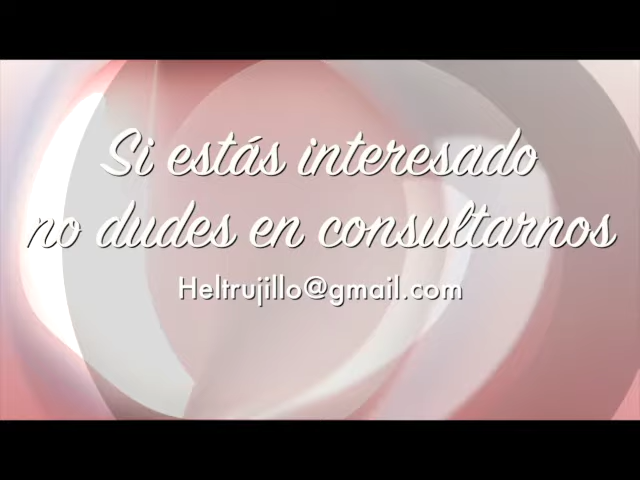 Si estás interesado
no dudes en consultarnos
Heltrujillo@gmail.com